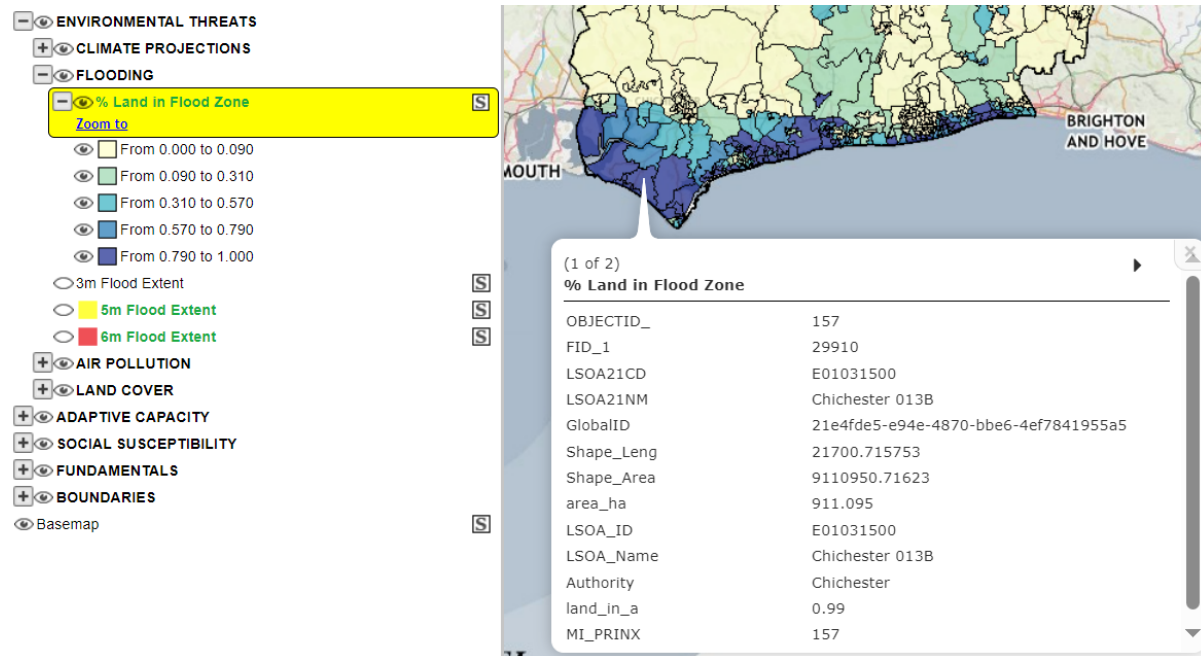 ENVIRONMENTAL THREATS
CLIMATE PROJECTIONS
FLOODING
% Land in Flood Zone S
Zoom to
From 0.000 to 0.090
From 0.090 to 0.310
From 0.310 to 0.570
From 0.570 to 0.790
From 0.790 to 1.000
3m Flood Extent S
5m Flood Extent S
6m Flood Extent S
AIR POLLUTION
LAND COVER
ADAPTIVE CAPACITY
SOCIAL SUSCEPTIBILITY
FUNDAMENTALS
BOUNDARIES
Basemap S
BRIGHTON
AND HOVE
MOUTH
(1 of 2)
% Land in Flood Zone
OBJECTID_ 157
FID_1 29910
LSOA21CD E01031500
LSOA21NM Chichester 013B
GlobalID 21e4fde5-e94e-4870-bbe6-4ef7841955a5
Shape_Leng 21700.715753
Shape_Area 9110950.71623
area_ha 911.095
LSOA_ID E01031500
LSOA_Name Chichester 013B
Authority Chichester
land_in_a 0.99
MI_PRINX 157